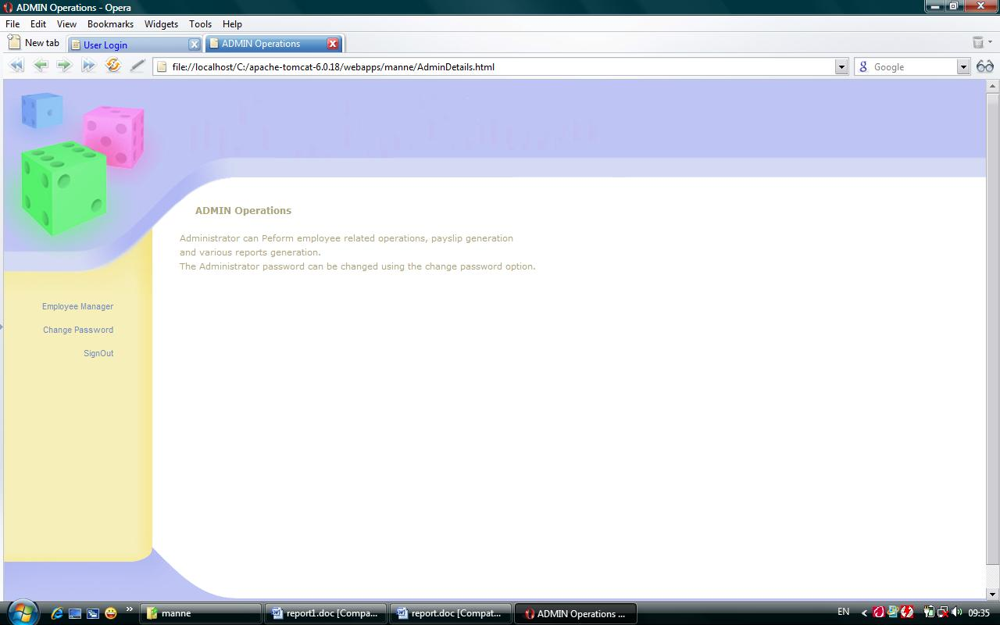 ADMIN Operations - Opera
File Edit View Bookmarks Widgets Tools Help
New tab User Login ADMIN Operations
file://localhost/C:/apache-tomcat-6.0.18/webapps/manne/AdminDetails.html Google
ADMIN Operations
Administrator can Peform employee related operations, payslip generation
and various reports generation.
The Administrator password can be changed using the change password option.
Employee Manager
Change Password
SignOut
manne report1.doc [Compa... report.doc [Compat... ADMIN Operations ... EN 09:35